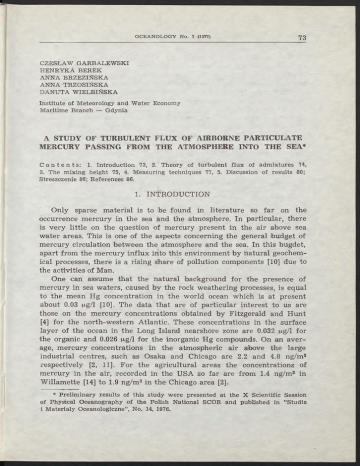 OCEANOLOGY No. 7 (1977)
73
CZESŁAW GARBALEWSKI
HENRYKA BEREK
ANNA BRZEZIŃSKA
ANNA TRZOSIŃSKA
DANUTA WIELBIŃSKA
Institute of Meteorology and Water Economy
Maritime Branch — Gdynia
A STUDY OF TURBULENT FLUX OF AIRBORNE PARTICULATE
MERCURY PASSING FROM THE ATMOSPHERE INTO THE SEA*
Contents: 1. Introduction 73, 2. Theory of turbulent flux of admixtures 74,
3. The mixing height 75, 4. Measuring techniques 77, 5. Discussion of results 80;
Streszczenie 86; References 86.
1. INTRODUCTION
Only sparse material is to be found in literature so far on the
occurrence mercury in the sea and the atmosphere. In particular, there
is very little on the question of mercury present in the air above sea
water areas. This is one of the aspects concerning the general budget of
mercury circulation between the atmosphere and the sea. In this bugdet,
apart from the mercury influx into this environment by natural geochem-
ical processes, there is a rising share of pollution components [10] due to
the activities of Man.
One can assume that the natural background for the presence of
mercury in sea waters, caused by the rock weathering processes, is equal
to the mean Hg concentration in the world ocean which is at present
about 0.03 µg/l [10]. The data that are of particular interest to us are
those on the mercury concentrations obtained by Fitzgerald and Hunt
[4] for the north-western Atlantic. These concentrations in the surface
layer of the ocean in the Long Island nearshore zone are 0.032 µg/l for
the organic and 0.026 µg/l for the inorganic Hg compounds. On an aver-
age, mercury concentrations in the atmospheric air above the large
industrial centres, such as Osaka and Chicago are 2.2 and 4.8 ng/m³
respectively [2, 11]. For the agricultural areas the concentrations of
mercury in the air, recorded in the USA so far are from 1.4 ng/m³ in
Willamette [14] to 1.9 ng/m³ in the Chicago area [2].
* Preliminary results of this study were presented at the X Scientific Session
of Physical Oceanography of the Polish National SCOR and published in "Studia
i Materiały Oceanologiczne", No. 14, 1976.